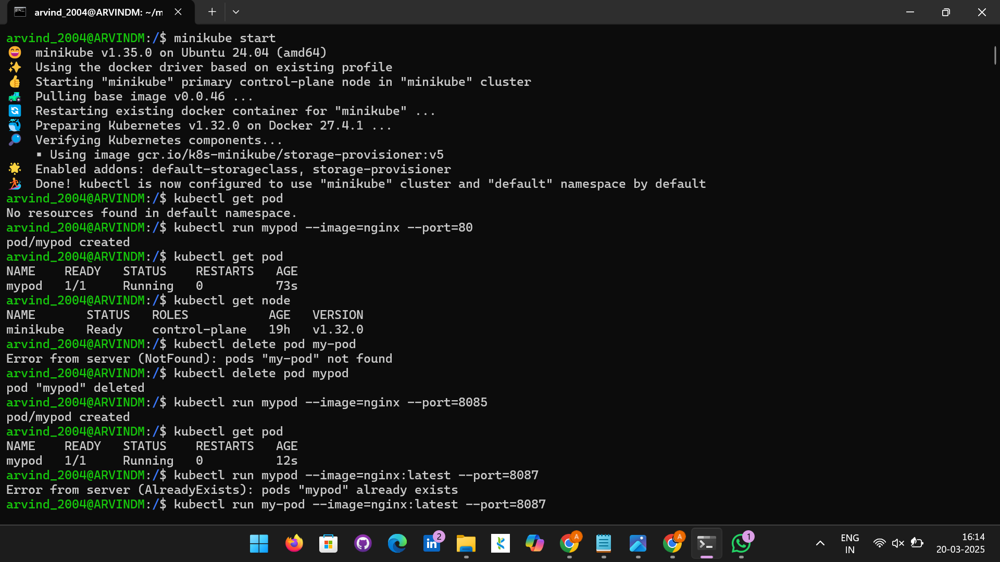 arvind_2004@ARVINDM: ~/m
arvind_2004@ARVINDM:/$ minikube start
minikube v1.35.0 on Ubuntu 24.04 (amd64)
Using the docker driver based on existing profile
Starting "minikube" primary control-plane node in "minikube" cluster
Pulling base image v0.0.46 ...
Restarting existing docker container for "minikube" ...
Preparing Kubernetes v1.32.0 on Docker 27.4.1 ...
Verifying Kubernetes components...
▪ Using image gcr.io/k8s-minikube/storage-provisioner:v5
Enabled addons: default-storageclass, storage-provisioner
Done! kubectl is now configured to use "minikube" cluster and "default" namespace by default
arvind_2004@ARVINDM:/$ kubectl get pod
No resources found in default namespace.
arvind_2004@ARVINDM:/$ kubectl run mypod --image=nginx --port=80
pod/mypod created
arvind_2004@ARVINDM:/$ kubectl get pod
NAME    READY   STATUS    RESTARTS   AGE
mypod   1/1     Running   0          73s
arvind_2004@ARVINDM:/$ kubectl get node
NAME       STATUS   ROLES           AGE   VERSION
minikube   Ready    control-plane   19h   v1.32.0
arvind_2004@ARVINDM:/$ kubectl delete pod my-pod
Error from server (NotFound): pods "my-pod" not found
arvind_2004@ARVINDM:/$ kubectl delete pod mypod
pod "mypod" deleted
arvind_2004@ARVINDM:/$ kubectl run mypod --image=nginx --port=8085
pod/mypod created
arvind_2004@ARVINDM:/$ kubectl get pod
NAME    READY   STATUS    RESTARTS   AGE
mypod   1/1     Running   0          12s
arvind_2004@ARVINDM:/$ kubectl run mypod --image=nginx:latest --port=8087
Error from server (AlreadyExists): pods "mypod" already exists
arvind_2004@ARVINDM:/$ kubectl run my-pod --image=nginx:latest --port=8087
in 2 A A 1
ENG 16:14
IN 20-03-2025